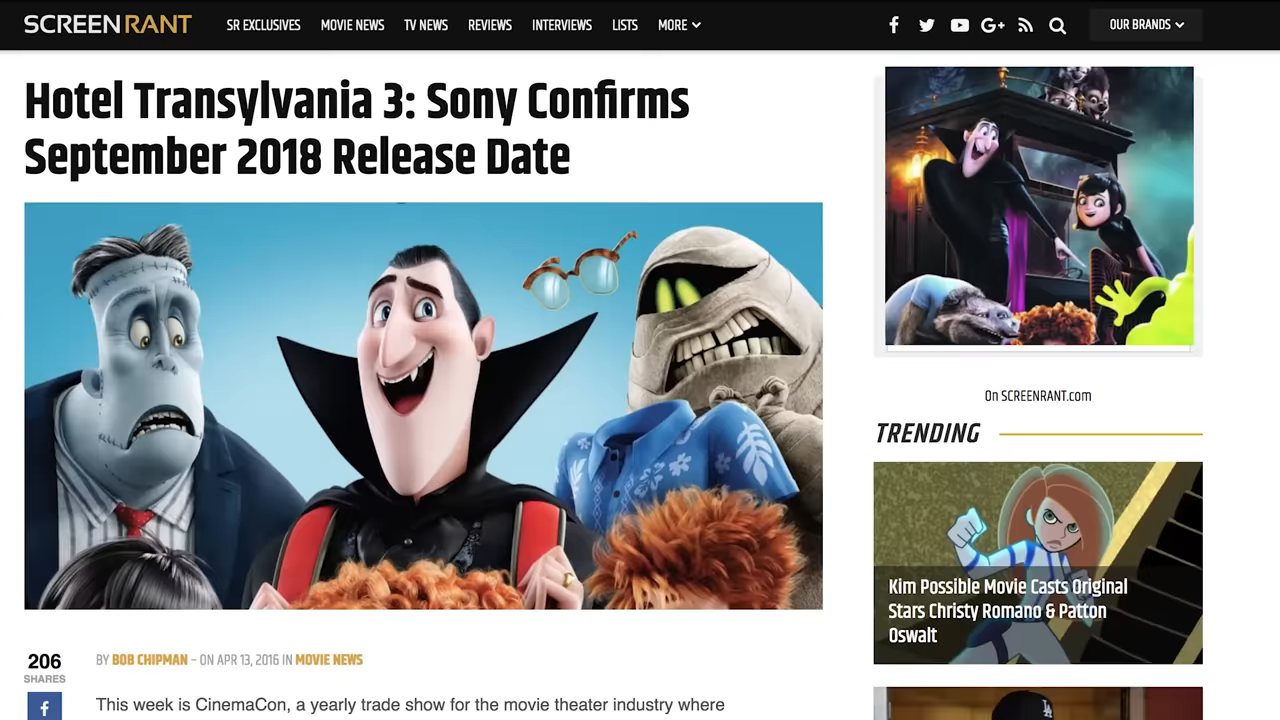 SCREENRANT
SR EXCLUSIVES MOVIE NEWS TV NEWS REVIEWS INTERVIEWS LISTS MORE
G+
OUR BRANDS
Hotel Transylvania 3: Sony Confirms
September 2018 Release Date
206
SHARES
f
BY BOB CHIPMAN – ON APR 13, 2016 IN MOVIE NEWS
This week is CinemaCon, a yearly trade show for the movie theater industry where
On SCREENRANT.com
TRENDING
Kim Possible Movie Casts Original
Stars Christy Romano & Patton
Oswalt
LA